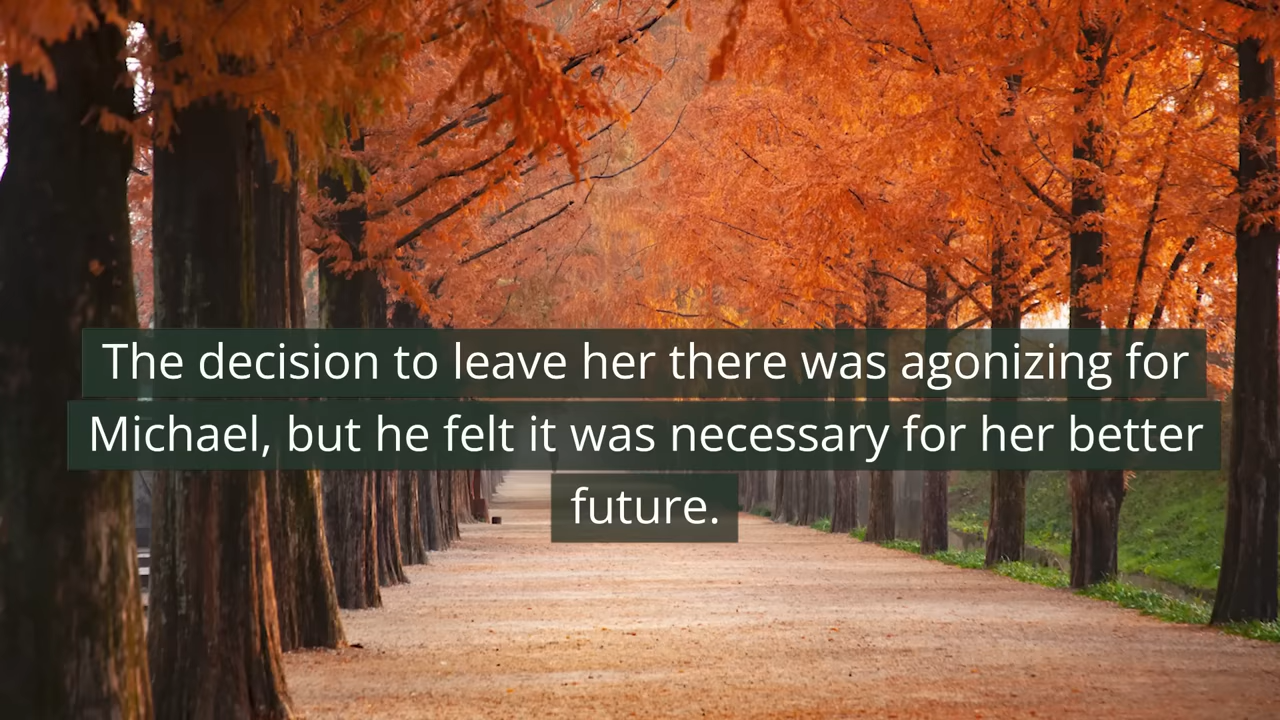 The decision to leave her there was agonizing for
Michael, but he felt it was necessary for her better
future.